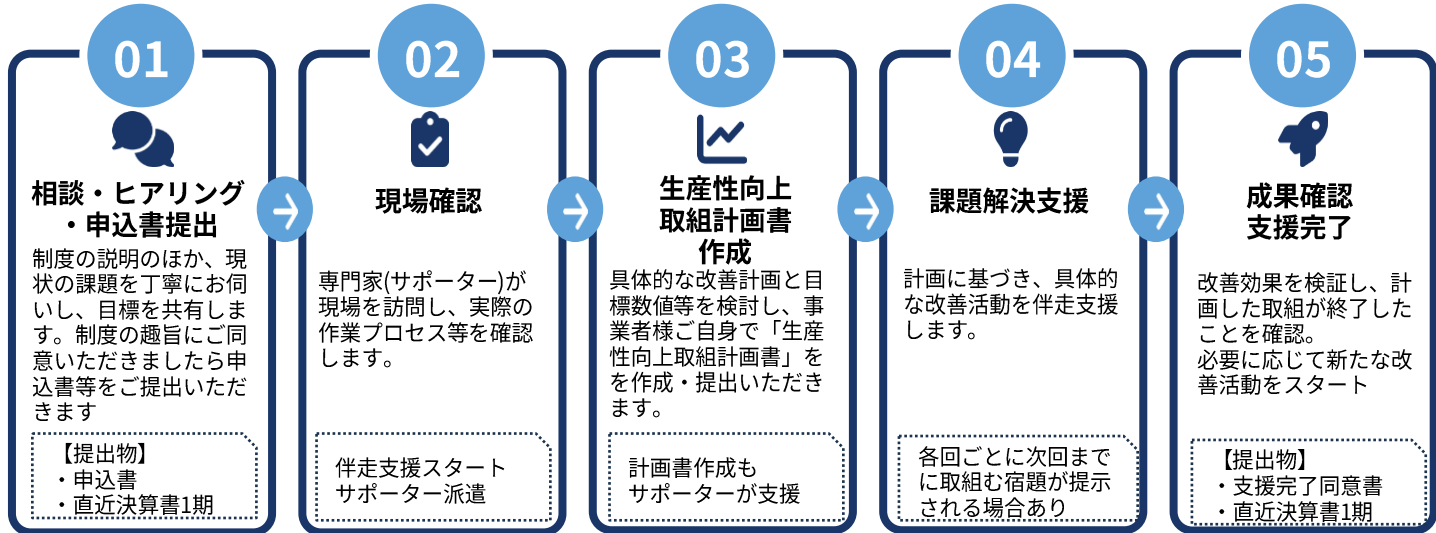 01
相談・ヒアリング
・申込書提出
制度の説明のほか、現
状の課題を丁寧にお伺
いし、目標を共有しま
す。制度の趣旨にご同
意いただきましたら申
込書等をご提出いただ
きます
【提出物】
・申込書
・直近決算書1期
02
現場確認
専門家(サポーター)が
現場を訪問し、実際の
作業プロセス等を確認
します。
伴走支援スタート
サポーター派遣
03
生産性向上
取組計画書
作成
具体的な改善計画と目
標数値等を検討し、事
業者様ご自身で「生産
性向上取組計画書」を
を作成・提出いただき
ます。
計画書作成も
サポーターが支援
04
課題解決支援
計画に基づき、具体的
な改善活動を伴走支援
します。
各回ごとに次回まで
に取組む宿題が提示
される場合あり
05
成果確認
支援完了
改善効果を検証し、計
画した取組が終了した
ことを確認。
必要に応じて新たな改
善活動をスタート
【提出物】
・支援完了同意書
・直近決算書1期